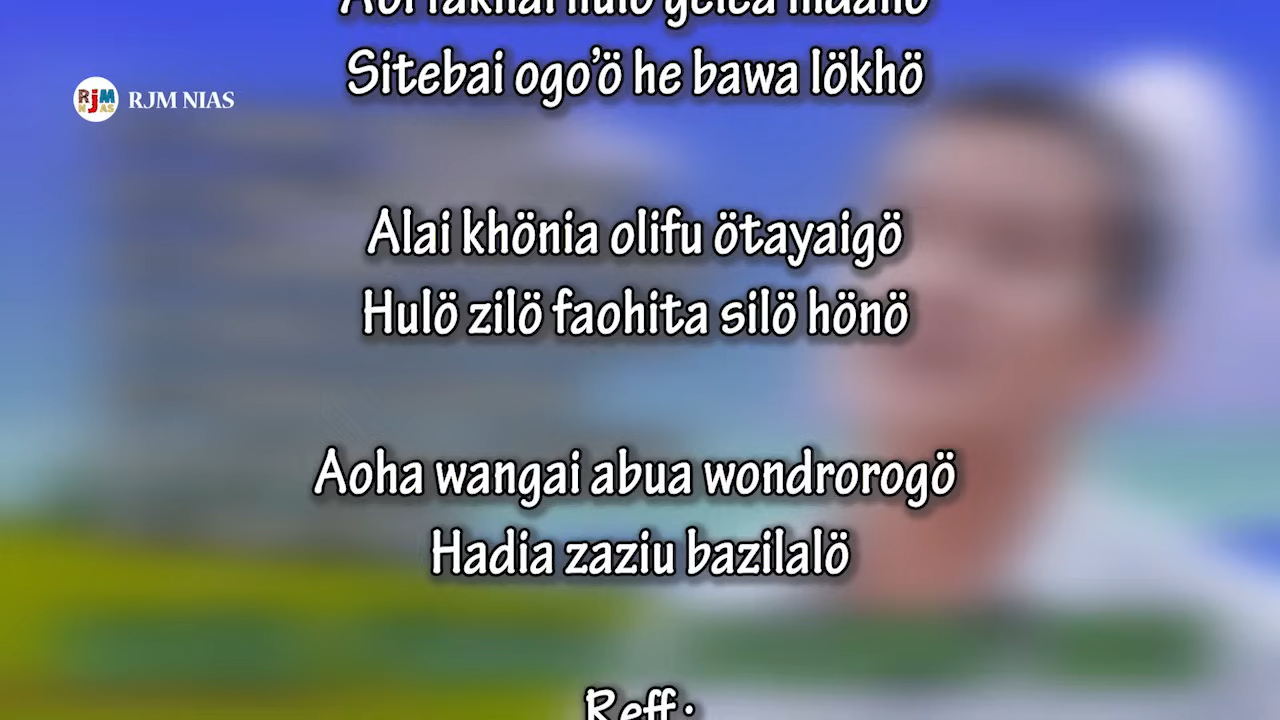 RJM NIAS
Sitebai ogo’ö he bawa lökhö
Alai khönia olifu ötayaigö
Hulö zilö faohita silö hönö
Aoha wangai abua wondrorogö
Hadia zaziu bazilalö
Reff :